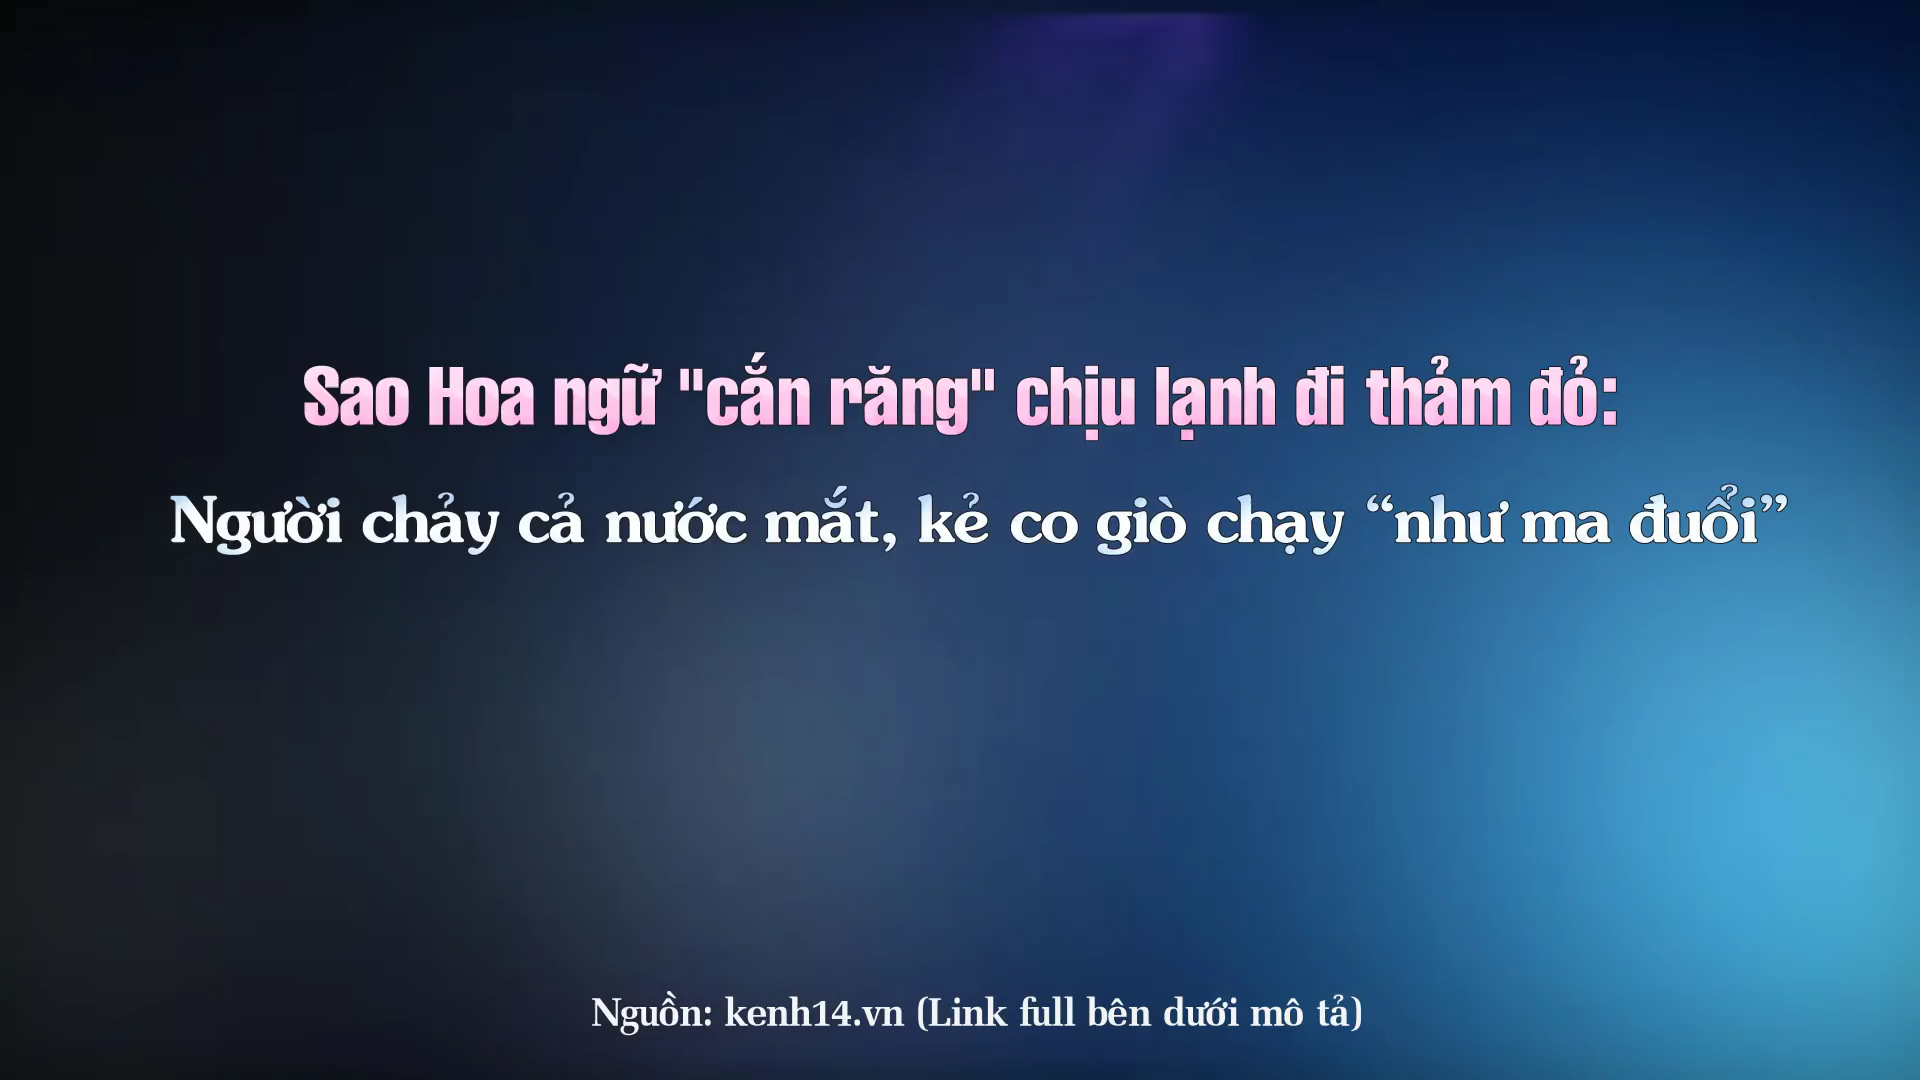 Sao Hoa ngữ "cắn răng" chịu lạnh đi thảm đỏ:
Người chảy cả nước mắt, kẻ co giò chạy “như ma đuổi”
Nguồn: kenh14.vn (Link full bên dưới mô tả)